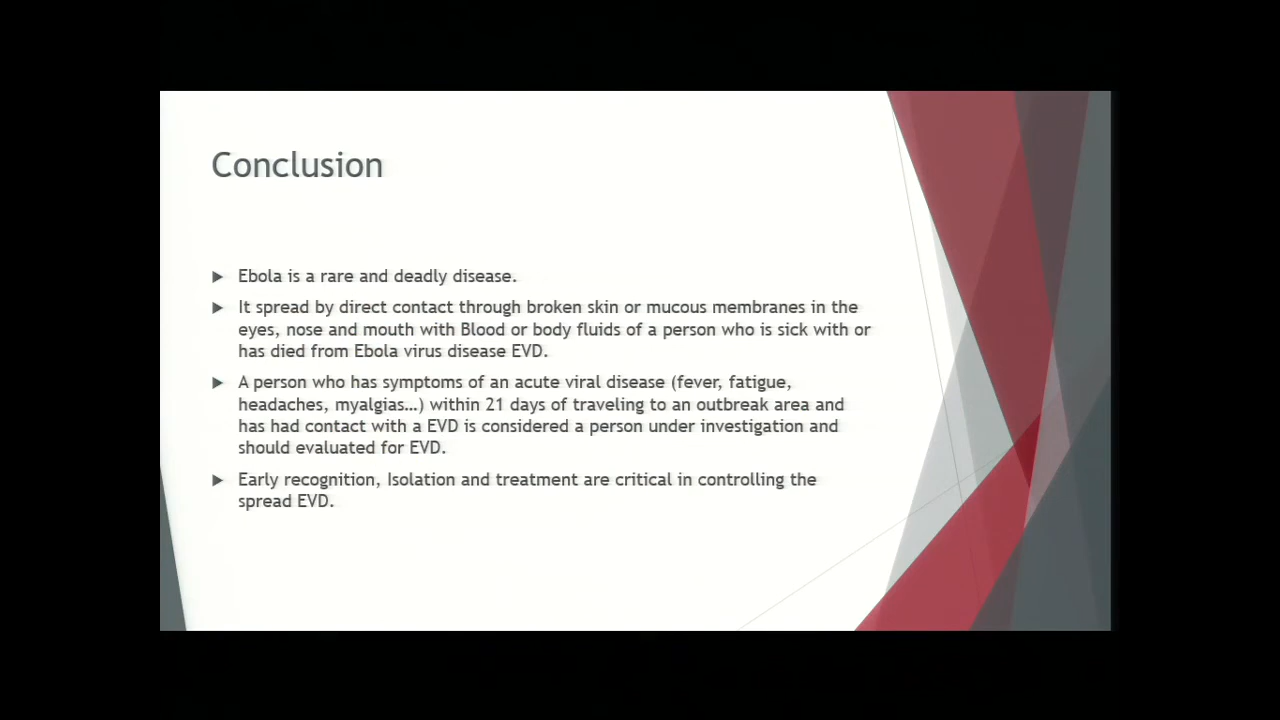 Conclusion
Ebola is a rare and deadly disease.
It spread by direct contact through broken skin or mucous membranes in the
eyes, nose and mouth with Blood or body fluids of a person who is sick with or
has died from Ebola virus disease EVD.
A person who has symptoms of an acute viral disease (fever, fatigue,
headaches, myalgias…) within 21 days of traveling to an outbreak area and
has had contact with a EVD is considered a person under investigation and
should evaluated for EVD.
Early recognition, Isolation and treatment are critical in controlling the
spread EVD.